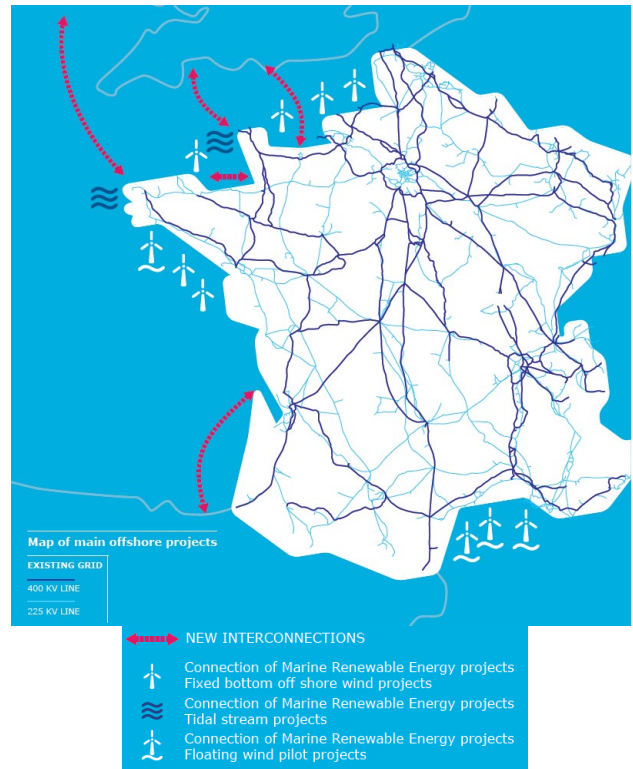 Map of main offshore projects
EXISTING GRID
400 KV LINE
225 KV LINE
NEW INTERCONNECTIONS
Connection of Marine Renewable Energy projects
Fixed bottom off shore wind projects
Connection of Marine Renewable Energy projects
Tidal stream projects
Connection of Marine Renewable Energy projects
Floating wind pilot projects